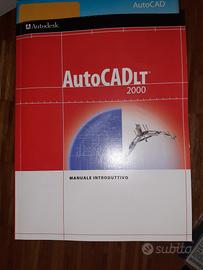 AutoCAD
Autodesk
AutoCAD LT
2000
MANUALE INTRODUTTIVO
subito